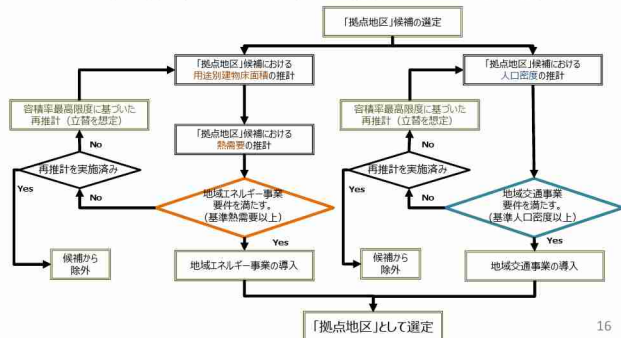 「拠点地区」候補の選定
「拠点地区」候補における
用途別建物床面積の推計
「拠点地区」候補における
人口密度の推計
容積率最高限度に基づいた
再推計（立替を想定）
容積率最高限度に基づいた
再推計（立替を想定）
「拠点地区」候補における
熱需要の推計
No
No
再推計を実施済み
再推計を実施済み
Yes
No
地域エネルギー事業
要件を満たす。
(基準熱需要以上)
Yes
No
地域交通事業
要件を満たす。
(基準人口密度以上)
Yes
Yes
候補から
除外
地域エネルギー事業の導入
候補から
除外
地域交通事業の導入
「拠点地区」として選定
16